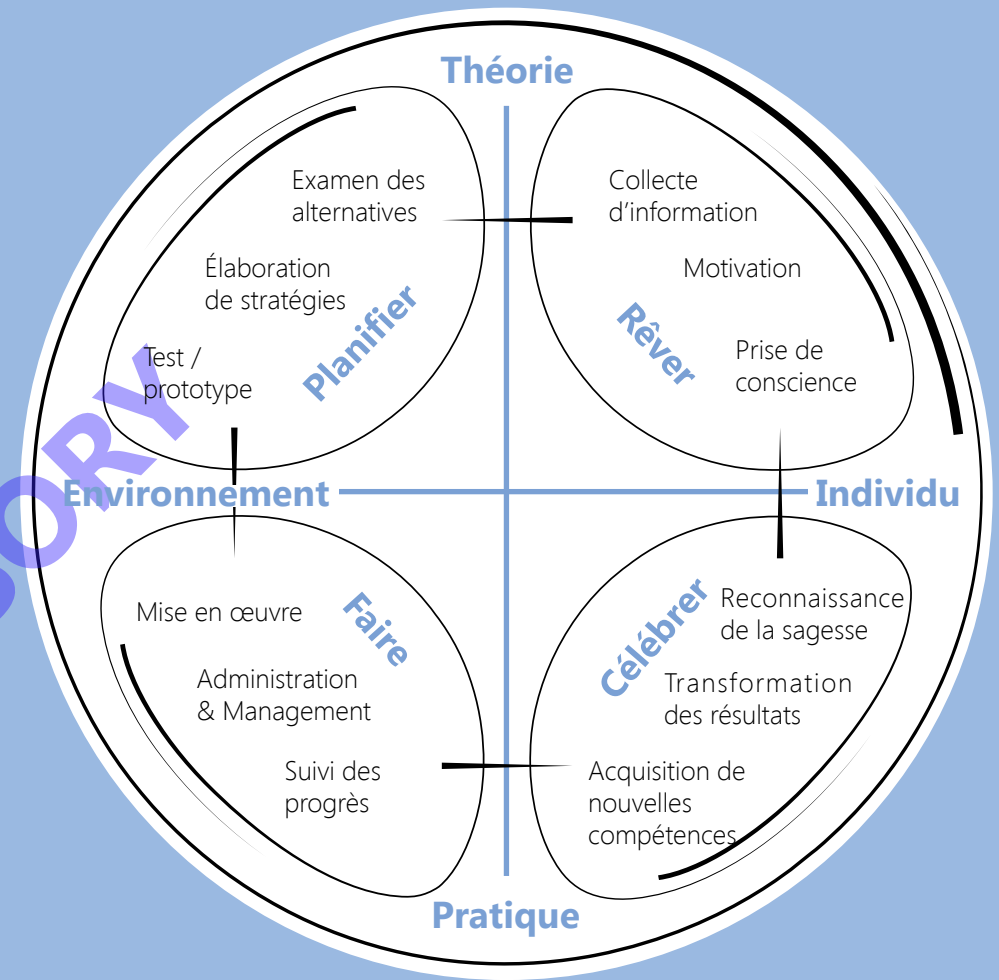 Théorie
Examen des
alternatives
Élaboration
de stratégies
Test /
prototype
Planifier
Collecte
d'information
Motivation
Prise de
conscience
Rêver
Environnement
Individu
Mise en œuvre
Administration
& Management
Suivi des
progrès
Faire
Célébrer
Reconnaissance
de la sagesse
Transformation
des résultats
Acquisition de
nouvelles
compétences
Pratique
ORY